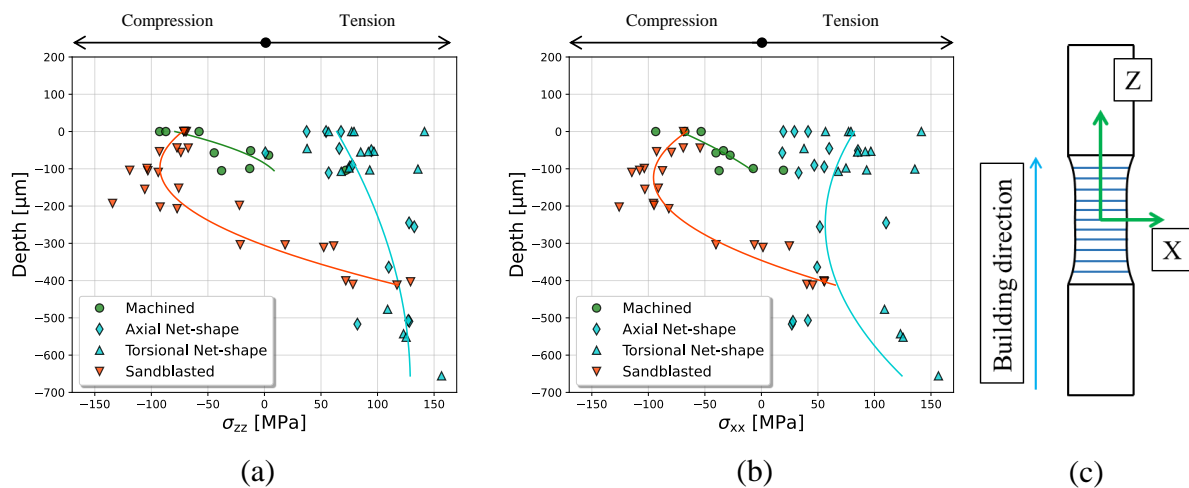 Compression
Tension
200
100
0
−100
−200
−300
−400
−500
−600
−700
Depth [µm]
Machined
Axial Net-shape
Torsional Net-shape
Sandblasted
−150 −100 −50 0 50 100 150
σzz [MPa]
(a)
Compression
Tension
200
100
0
−100
−200
−300
−400
−500
−600
−700
Depth [µm]
Machined
Axial Net-shape
Torsional Net-shape
Sandblasted
−150 −100 −50 0 50 100 150
σxx [MPa]
(b)
Z
X
Building direction
(c)